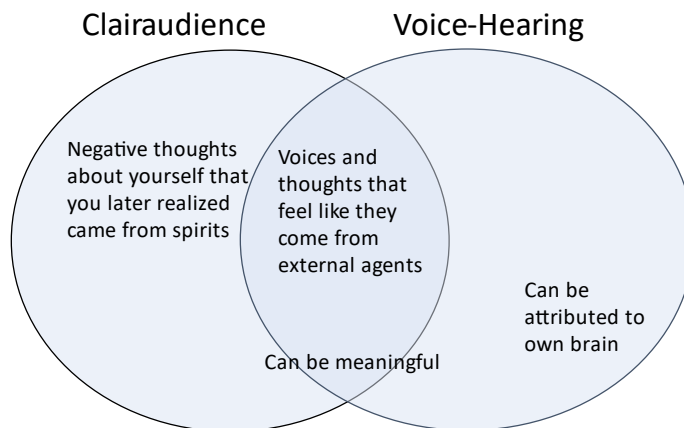 Clairaudience
Voice-Hearing
Negative thoughts
about yourself that
you later realized
came from spirits
Voices and
thoughts that
feel like they
come from
external agents
Can be meaningful
Can be
attributed to
own brain